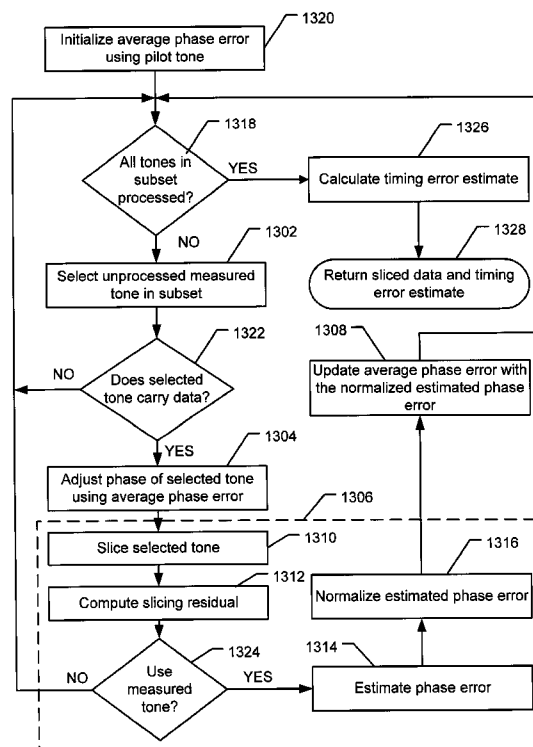 1320
Initialize average phase error
using pilot tone
1318
All tones in
subset
processed?
YES
NO
1326
Calculate timing error estimate
1328
Return sliced data and timing
error estimate
1302
Select unprocessed measured
tone in subset
1322
Does selected
tone carry data?
NO
YES
1304
Adjust phase of selected tone
using average phase error
1306
1310
Slice selected tone
1312
Compute slicing residual
1324
Use
measured
tone?
NO
YES
1314
Estimate phase error
1316
Normalize estimated phase error
1308
Update average phase error with
the normalized estimated phase
error